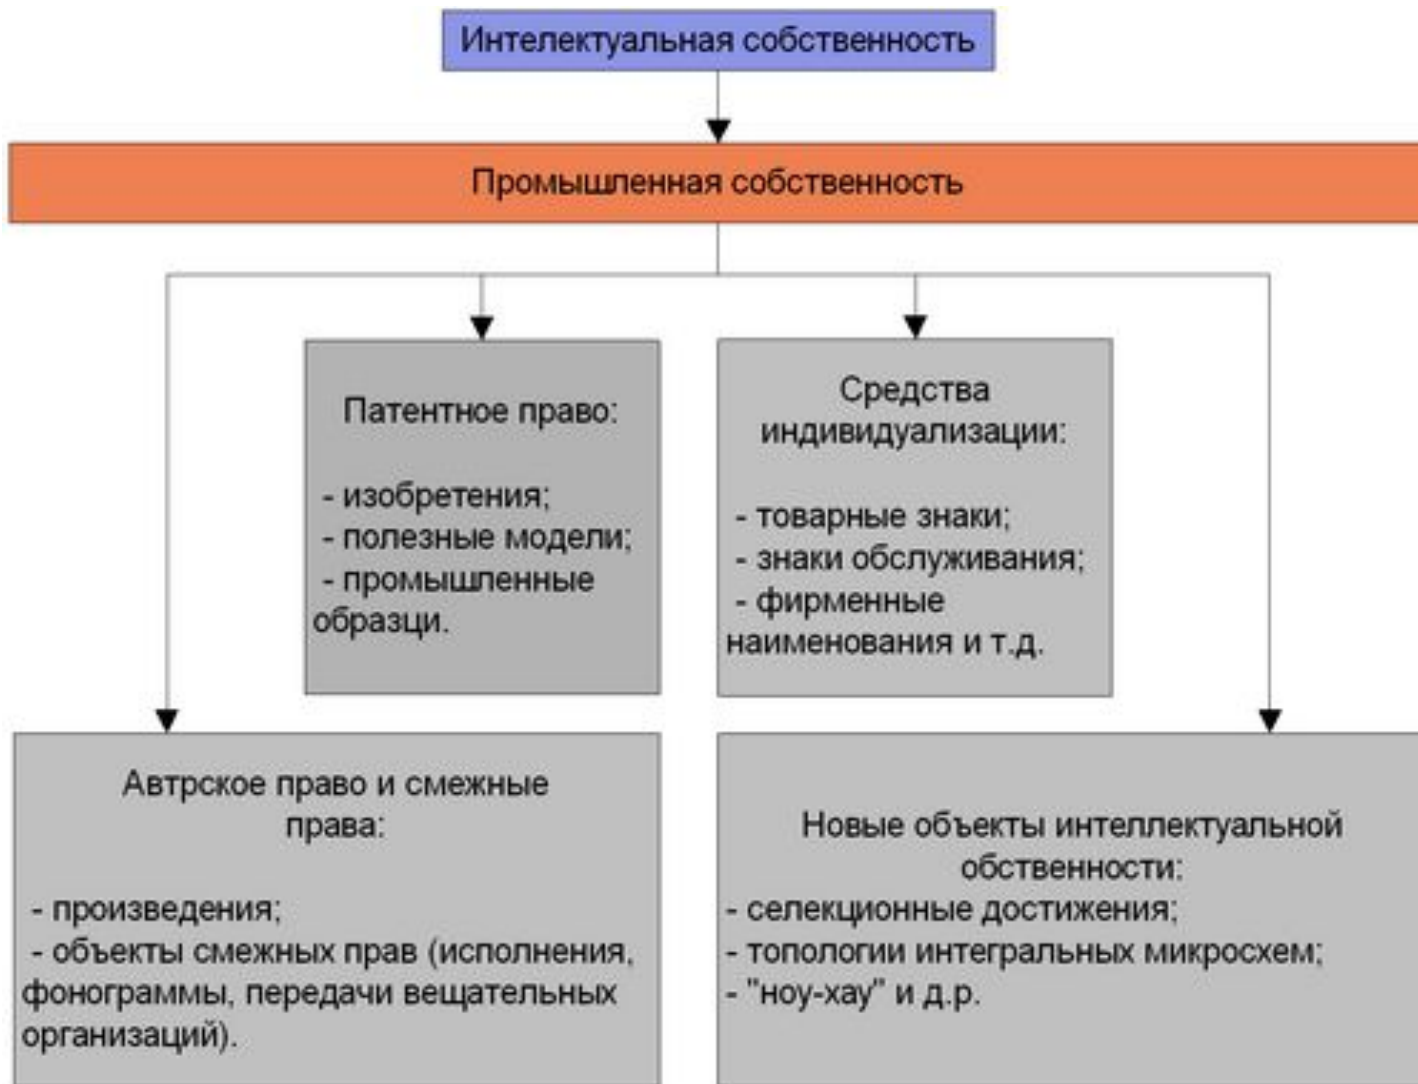 Интелектуальная собственность
Промышленная собственность
Патентное право:
- изобретения;
- полезные модели;
- промышленные
образци.
Средства
индивидуализации:
- товарные знаки;
- знаки обслуживания;
- фирменные
наименования и т.д.
Автрское право и смежные
права:
- произведения;
- объекты смежных прав (исполнения,
фонограммы, передачи вещательных
организаций).
Новые объекты интеллектуальной
обственности:
- селекционные достижения;
- топологии интегральных микросхем;
- "ноу-хау" и д.р.